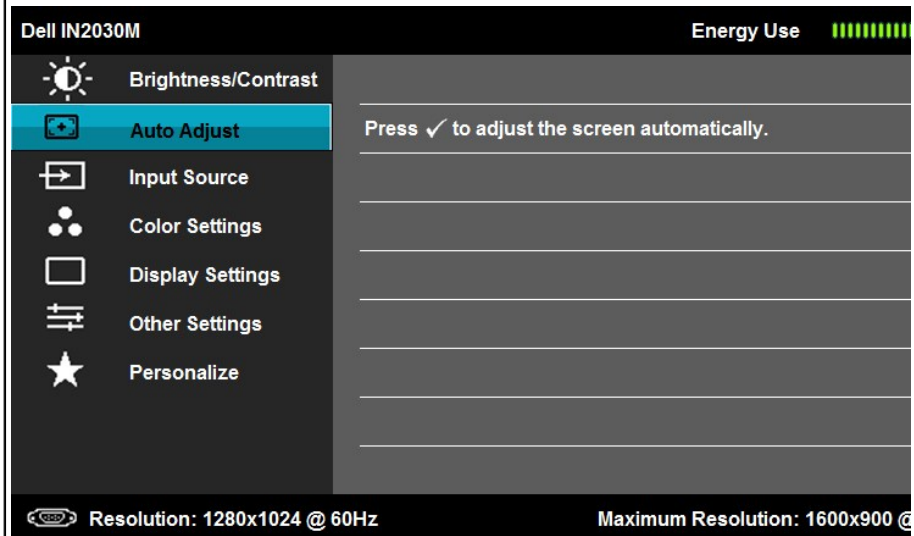 Dell IN2030M Energy Use
Brightness/Contrast
Auto Adjust
Press ✓ to adjust the screen automatically.
Input Source
Color Settings
Display Settings
Other Settings
Personalize
Resolution: 1280x1024 @ 60Hz Maximum Resolution: 1600x900 @